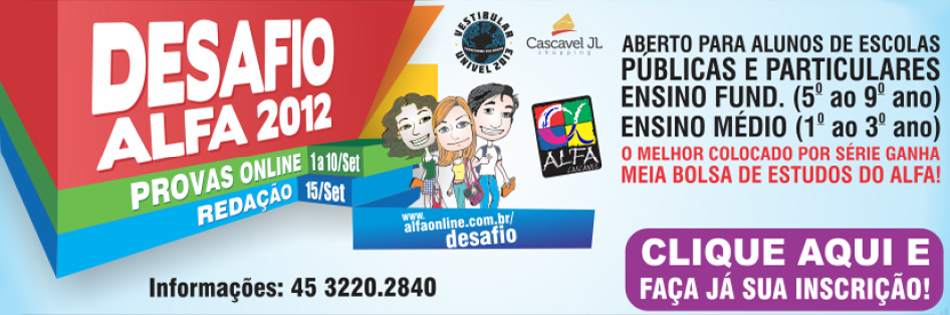 DESAFIO
ALFA 2012
PROVAS ONLINE 1 a 10/Set
REDAÇÃO 15/Set
Informações: 45 3220.2840
VESTIBULAR
UNIVEL 2013
Cascavel JL
shopping
ALFA
CASCAVEL
www.
alfaonline.com.br/
desafio
ABERTO PARA ALUNOS DE ESCOLAS
PÚBLICAS E PARTICULARES
ENSINO FUND. (5º ao 9º ano)
ENSINO MÉDIO (1º ao 3º ano)
O MELHOR COLOCADO POR SÉRIE GANHA
MEIA BOLSA DE ESTUDOS DO ALFA!
CLIQUE AQUI E
FAÇA JÁ SUA INSCRIÇÃO!